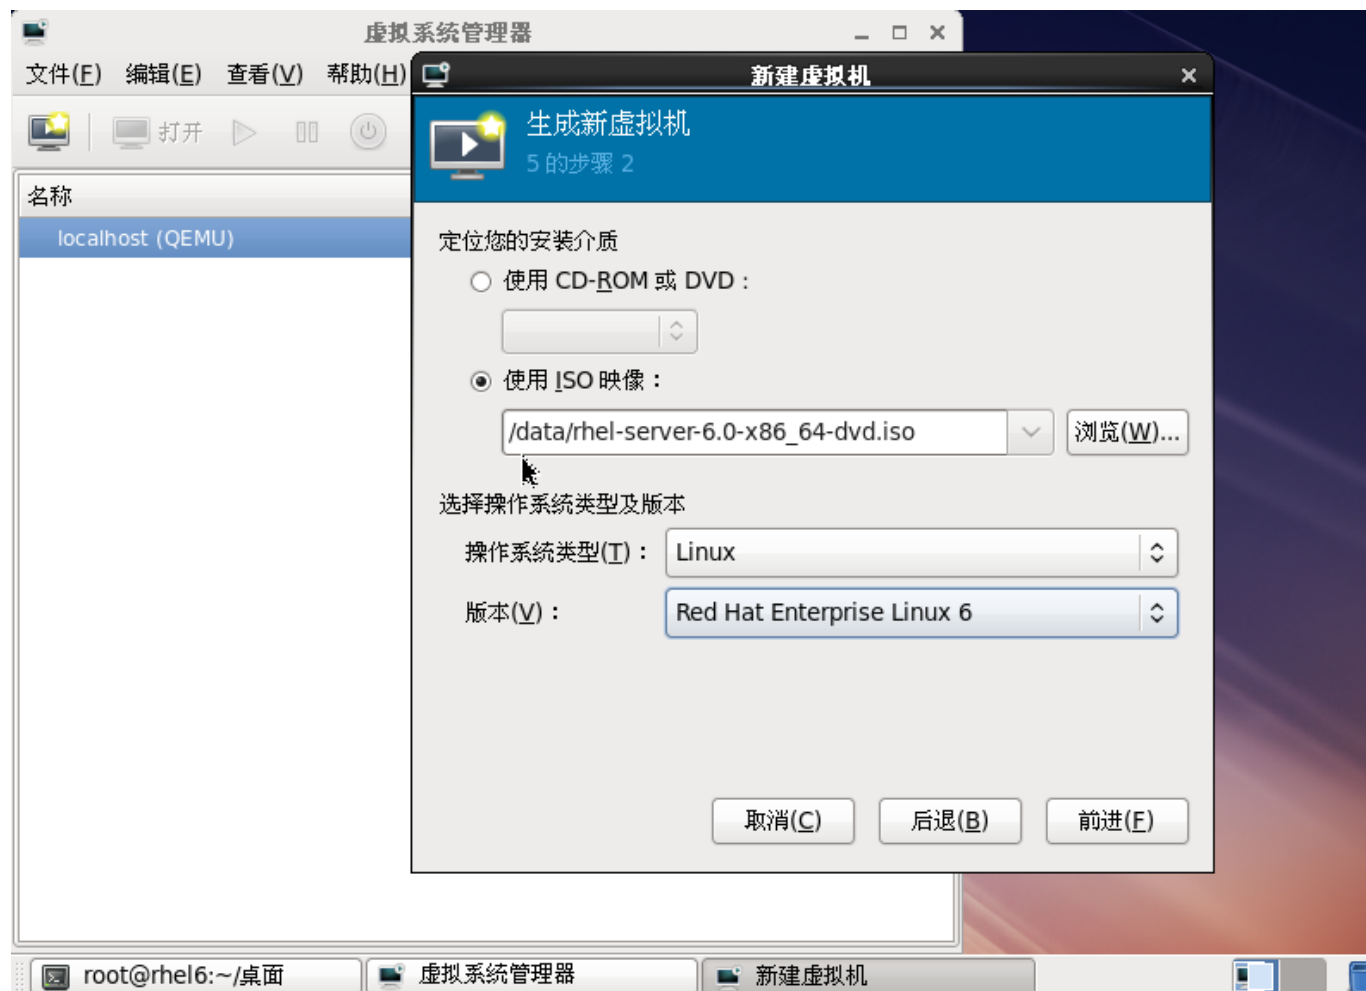 虚拟系统管理器
文件(F) 编辑(E) 查看(V) 帮助(H)
打开
名称
localhost (QEMU)
新建虚拟机
生成新虚拟机
5 的步骤 2
定位您的安装介质
使用 CD-ROM 或 DVD：
使用 ISO 映像：
/data/rhel-server-6.0-x86_64-dvd.iso
浏览(W)...
选择操作系统类型及版本
操作系统类型(T)： Linux
版本(V)： Red Hat Enterprise Linux 6
取消(C) 后退(B) 前进(F)
root@rhel6:~/桌面 虚拟系统管理器 新建虚拟机